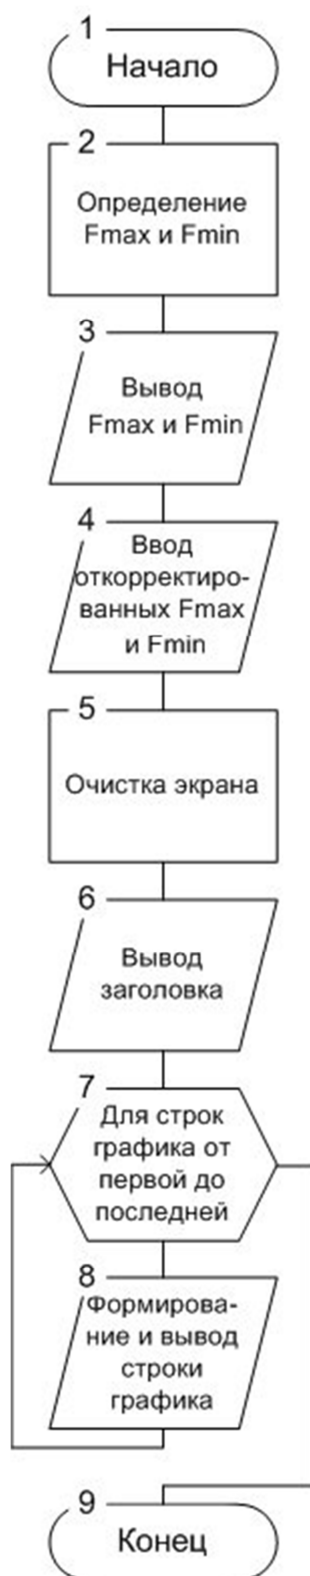 1
Начало
2
Определение
Fmax и Fmin
3
Вывод
Fmax и Fmin
4
Ввод
откорректиро-
ванных Fmax
и Fmin
5
Очистка экрана
6
Вывод
заголовка
7
Для строк
графика от
первой до
последней
8
Формирова-
ние и вывод
строки
графика
9
Конец